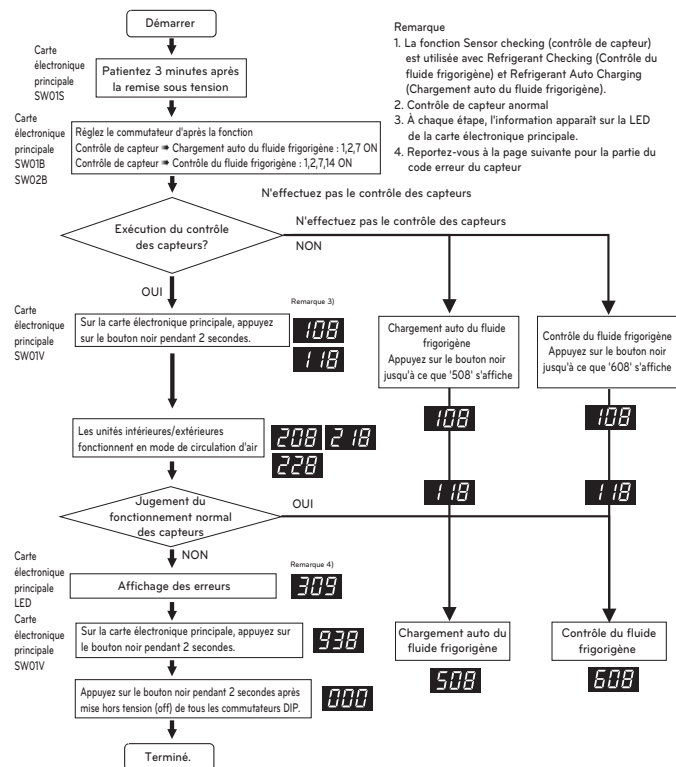 Démarrer
Remarque
1. La fonction Sensor checking (contrôle de capteur)
est utilisée avec Refrigerant Checking (Contrôle du
fluide frigorigène) et Refrigerant Auto Charging
(Chargement auto du fluide frigorigène).
2. Contrôle de capteur anormal
3. À chaque étape, l'information apparaît sur la LED
de la carte électronique principale.
4. Reportez-vous à la page suivante pour la partie du
code erreur du capteur
Carte
électronique
principale
SW01S
Patientez 3 minutes après
la remise sous tension
Carte
électronique
principale
SW01B
SW02B
Réglez le commutateur d'après la fonction
Contrôle de capteur ➠ Chargement auto du fluide frigorigène : 1,2,7 ON
Contrôle de capteur ➠ Contrôle du fluide frigorigène : 1,2,7,14 ON
N'effectuez pas le contrôle des capteurs
N'effectuez pas le contrôle des capteurs
Exécution du contrôle
des capteurs?
NON
OUI
Carte
électronique
principale
SW01V
Sur la carte électronique principale, appuyez
sur le bouton noir pendant 2 secondes.
Remarque 3)
108
118
Chargement auto du fluide
frigorigène
Appuyez sur le bouton noir
jusqu'à ce que '508' s'affiche
Contrôle du fluide frigorigène
Appuyez sur le bouton noir
jusqu'à ce que '608' s'affiche
108
108
Les unités intérieures/extérieures
fonctionnent en mode de circulation d'air
208 218
228
118
118
Jugement du
fonctionnement normal
des capteurs
OUI
NON
Carte
électronique
principale
LED
Affichage des erreurs
Remarque 4)
309
Carte
électronique
principale
SW01V
Sur la carte électronique principale, appuyez sur
le bouton noir pendant 2 secondes.
938
Chargement auto du
fluide frigorigène
Contrôle du fluide
frigorigène
508
608
Appuyez sur le bouton noir pendant 2 secondes après
mise hors tension (off) de tous les commutateurs DIP.
000
Terminé.